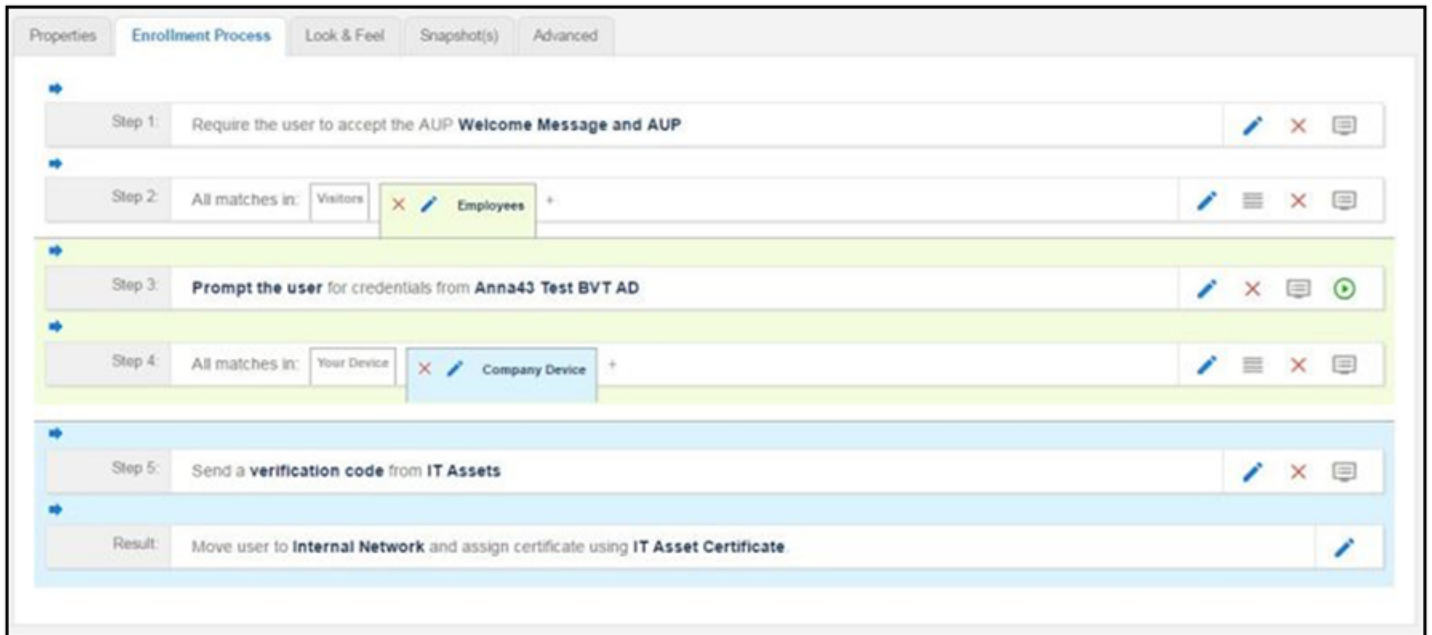 Properties Enrollment Process Look & Feel Snapshot(s) Advanced
Step 1: Require the user to accept the AUP Welcome Message and AUP
Step 2: All matches in: Visitors Employees +
Step 3: Prompt the user for credentials from Anna43 Test BVT AD
Step 4: All matches in: Your Device Company Device +
Step 5: Send a verification code from IT Assets
Result: Move user to Internal Network and assign certificate using IT Asset Certificate.